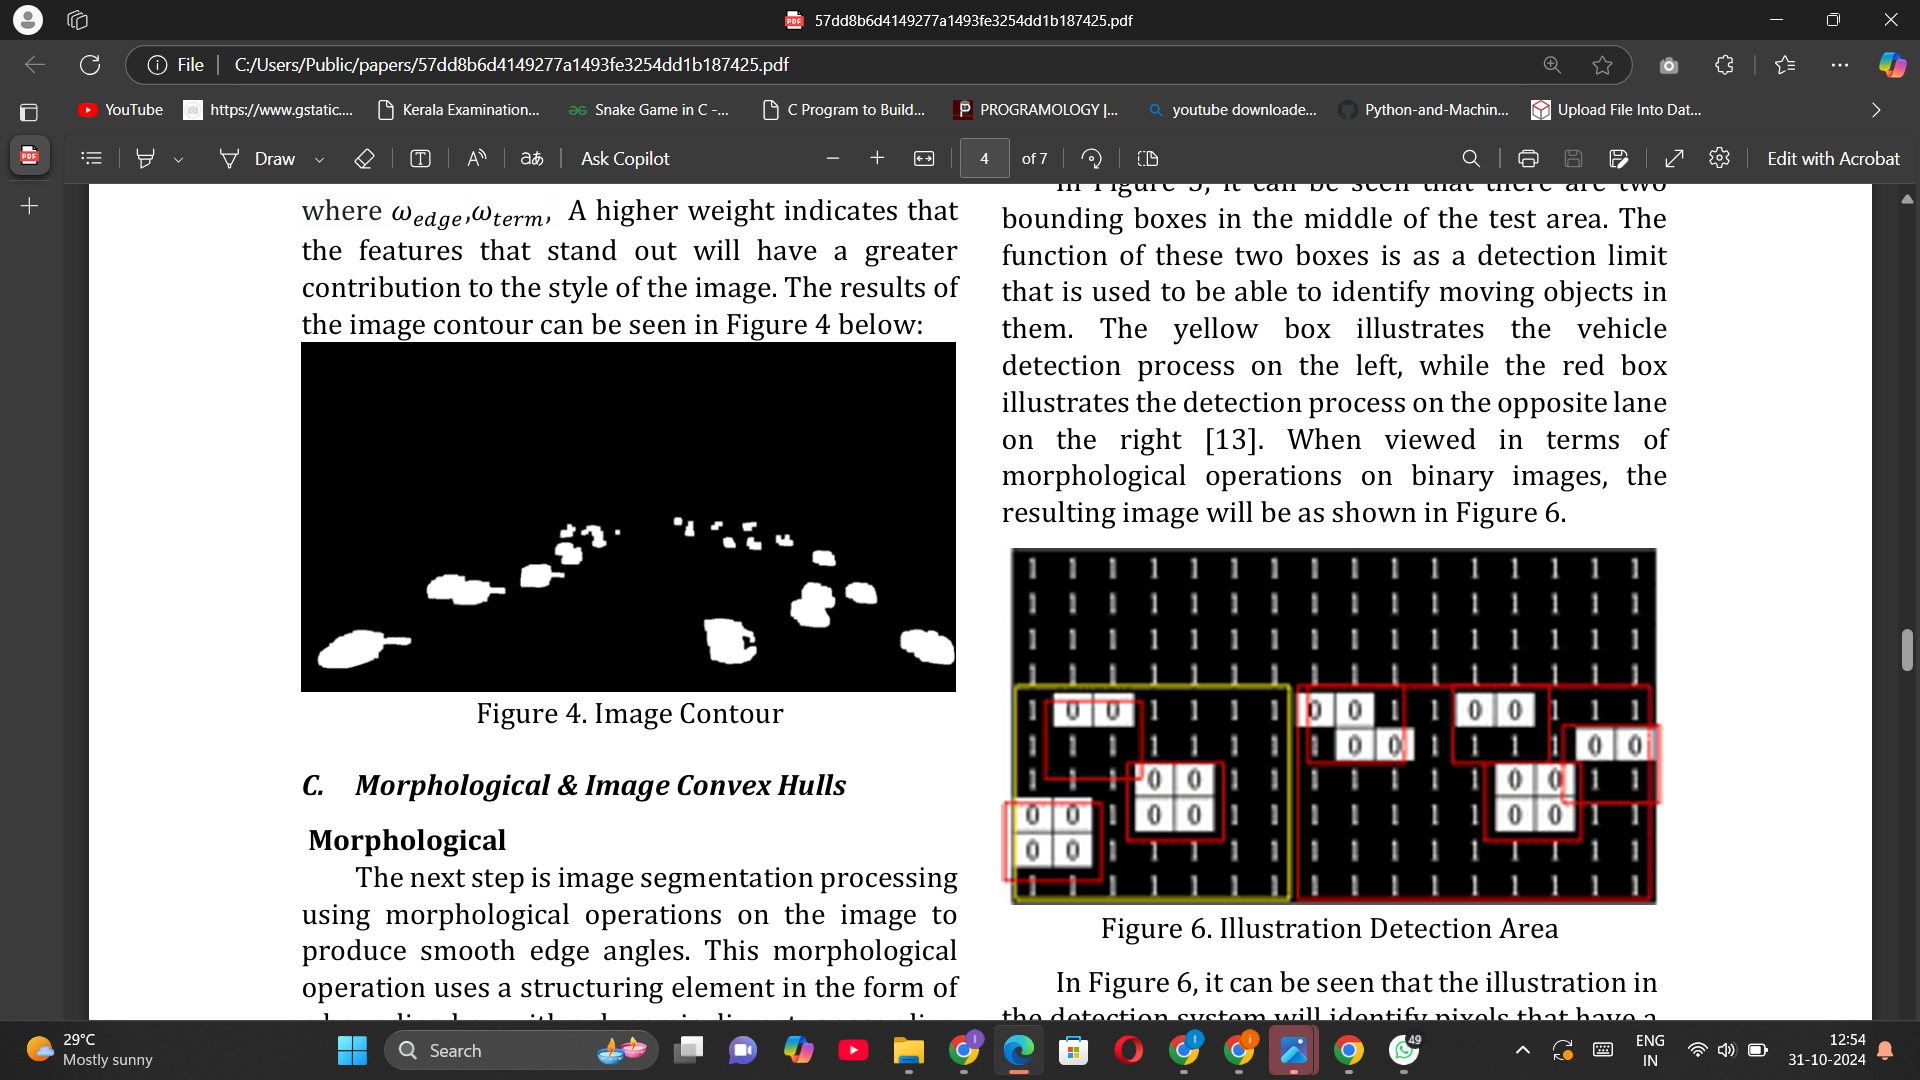 57dd8b6d4149277a1493fe3254dd1b187425.pdf
File
C:/Users/Public/papers/57dd8b6d4149277a1493fe3254dd1b187425.pdf
YouTube
https://www.gstatic....
Kerala Examination...
Snake Game in C -...
C Program to Build...
PROGRAMOLOGY |...
youtube downloade...
Python-and-Machin...
Upload File Into Dat...
Draw
Ask Copilot
4
of 7
Edit with Acrobat
where ω_edge,ω_term, A higher weight indicates that
the features that stand out will have a greater
contribution to the style of the image. The results of
the image contour can be seen in Figure 4 below:
Figure 4. Image Contour
C. Morphological & Image Convex Hulls
Morphological
The next step is image segmentation processing
using morphological operations on the image to
produce smooth edge angles. This morphological
operation uses a structuring element in the form of
In Figure 5, it can be seen that there are two
bounding boxes in the middle of the test area. The
function of these two boxes is as a detection limit
that is used to be able to identify moving objects in
them. The yellow box illustrates the vehicle
detection process on the left, while the red box
illustrates the detection process on the opposite lane
on the right [13]. When viewed in terms of
morphological operations on binary images, the
resulting image will be as shown in Figure 6.
1 1 1 1 1 1 1 1 1 1 1 1 1 1 1 1
1 1 1 1 1 1 1 1 1 1 1 1 1 1 1 1
1 1 1 1 1 1 1 1 1 1 1 1 1 1 1 1
1 1 1 1 1 1 1 1 1 1 1 1 1 1 1 1
1 0 0 1 1 1 1 0 0 1 1 0 0 1 1 1
1 1 1 1 1 1 1 1 0 0 1 1 1 1 0 0
1 1 1 0 0 1 1 1 1 1 1 1 0 0 1 1
0 0 1 0 0 1 1 1 1 1 1 1 0 0 1 1
0 0 1 1 1 1 1 1 1 1 1 1 1 1 1 1
1 1 1 1 1 1 1 1 1 1 1 1 1 1 1 1
Figure 6. Illustration Detection Area
In Figure 6, it can be seen that the illustration in
the detection system will identify pixels that have a
29°C
Mostly sunny
Search
49
ENG
IN
12:54
31-10-2024